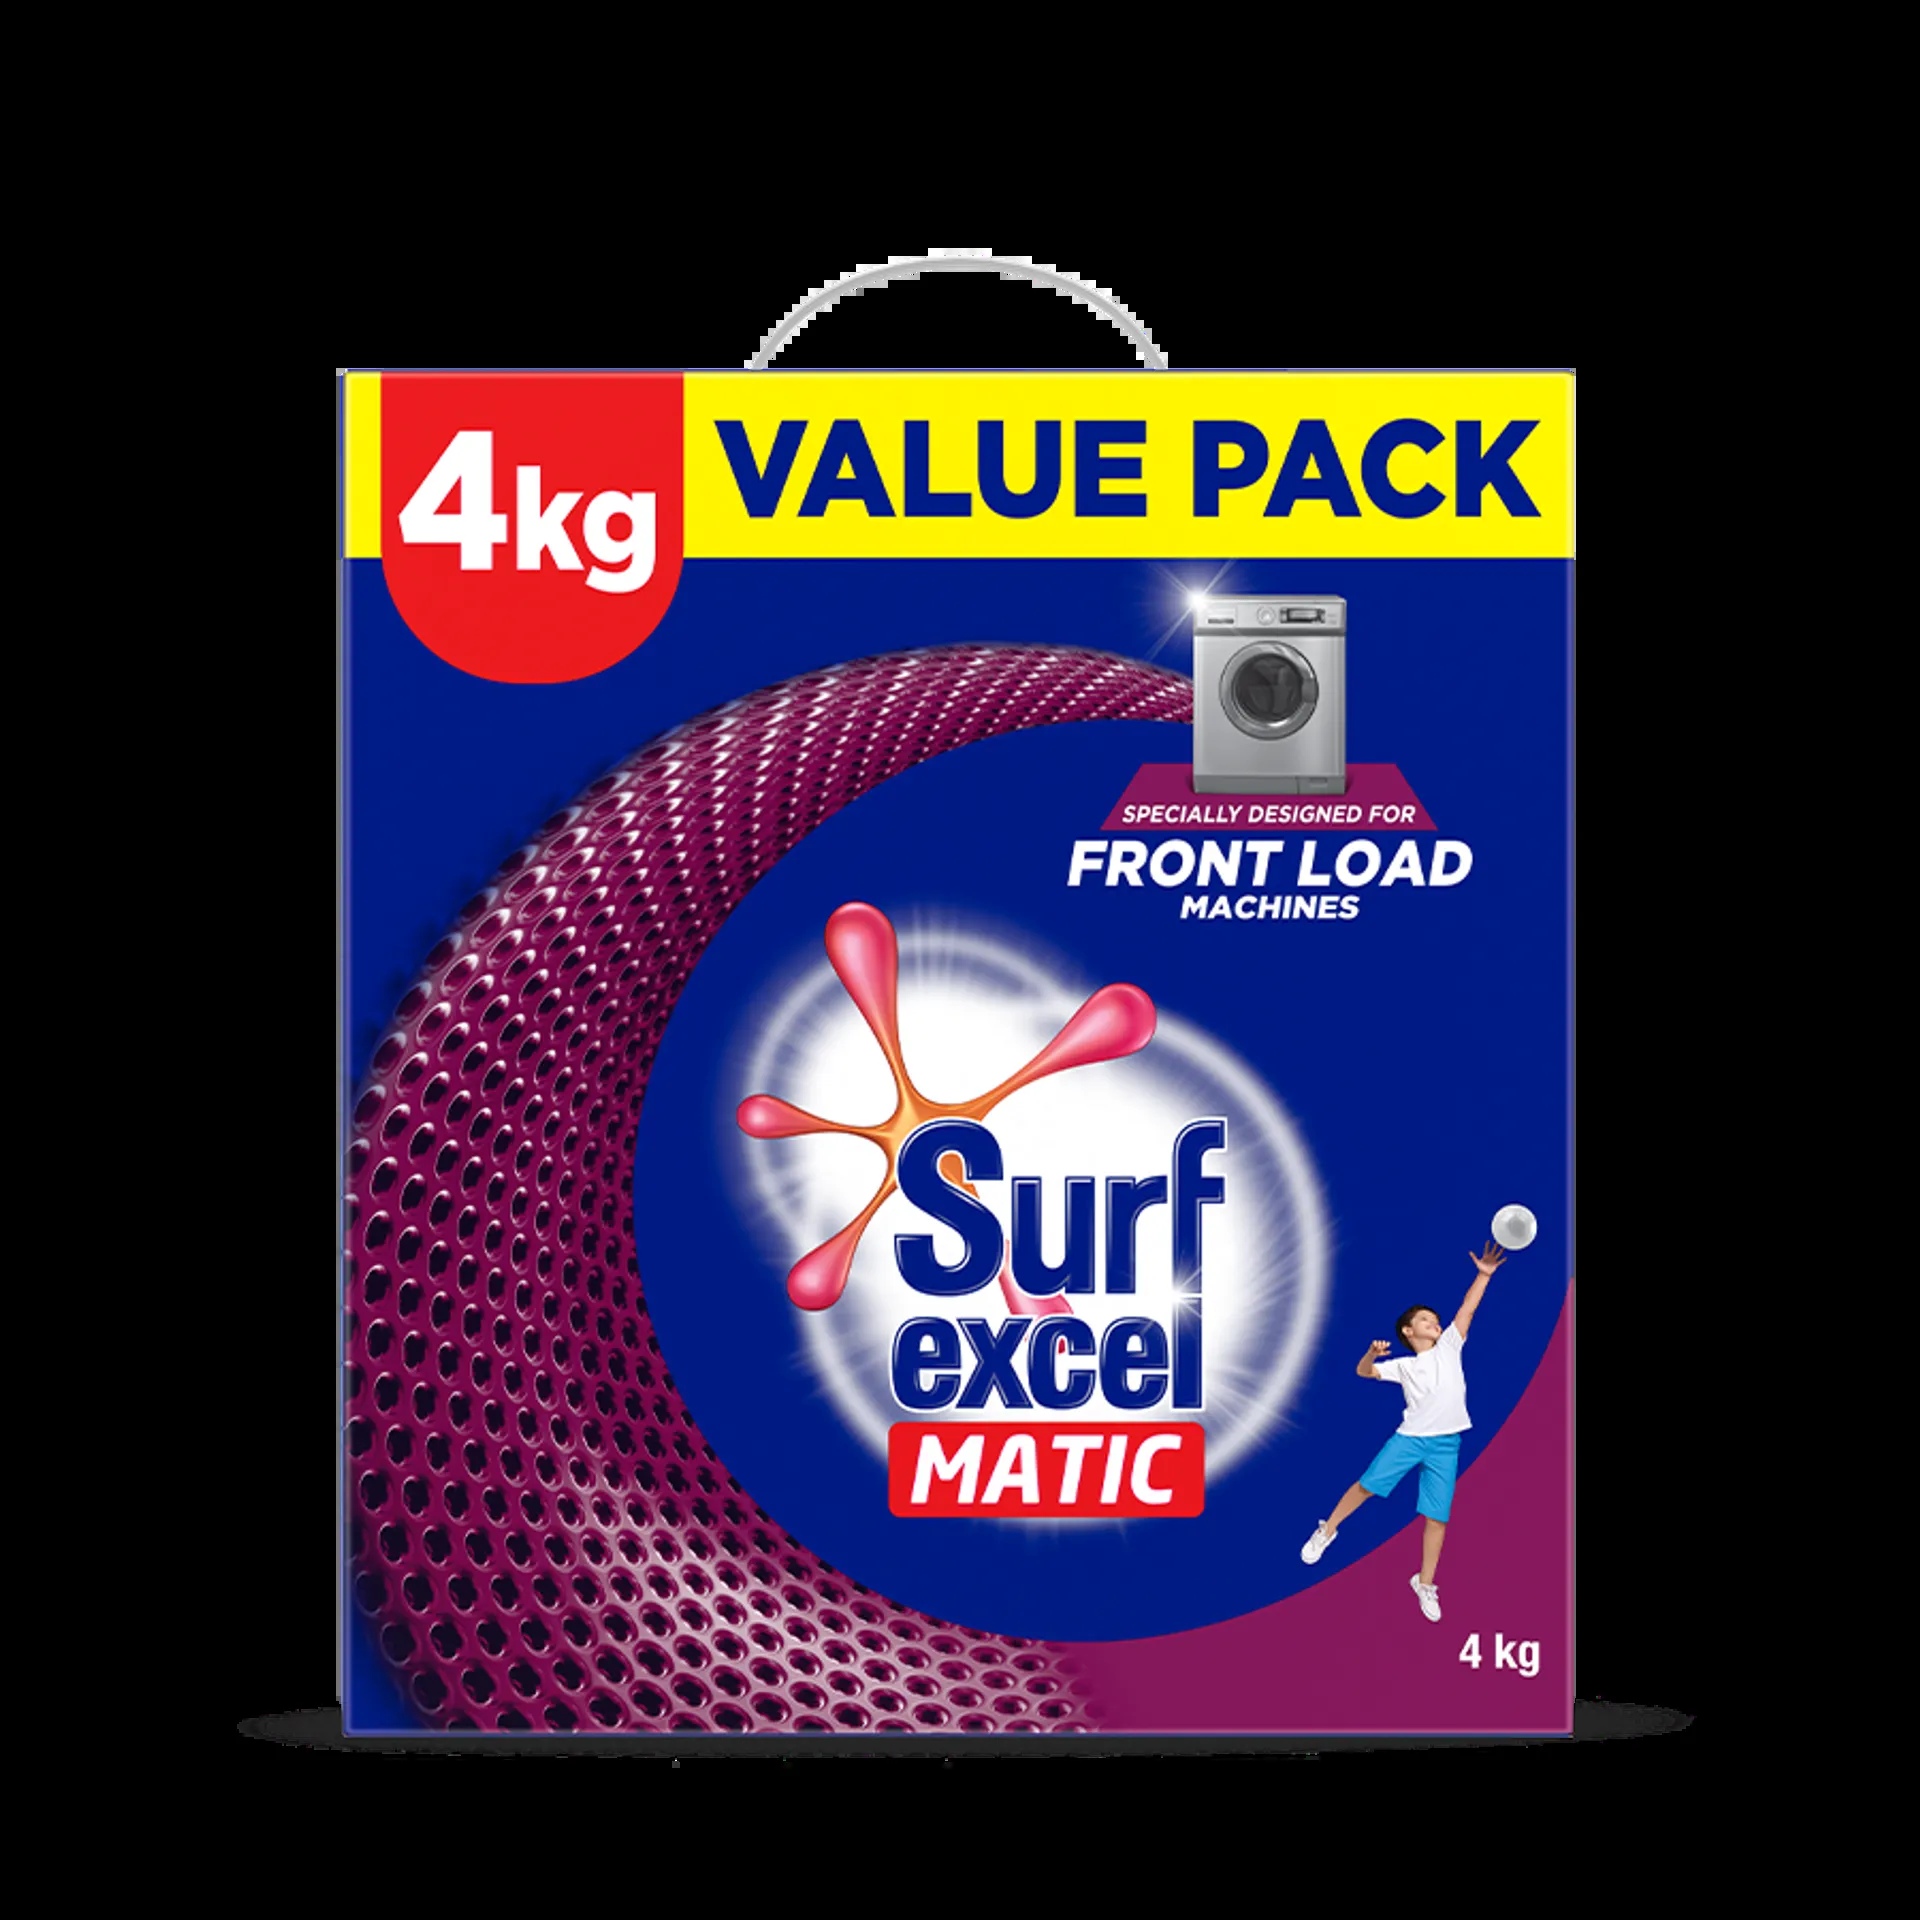 4kg
VALUE PACK
SPECIALLY DESIGNED FOR
FRONT LOAD
MACHINES
Surf
excel
MATIC
4 kg